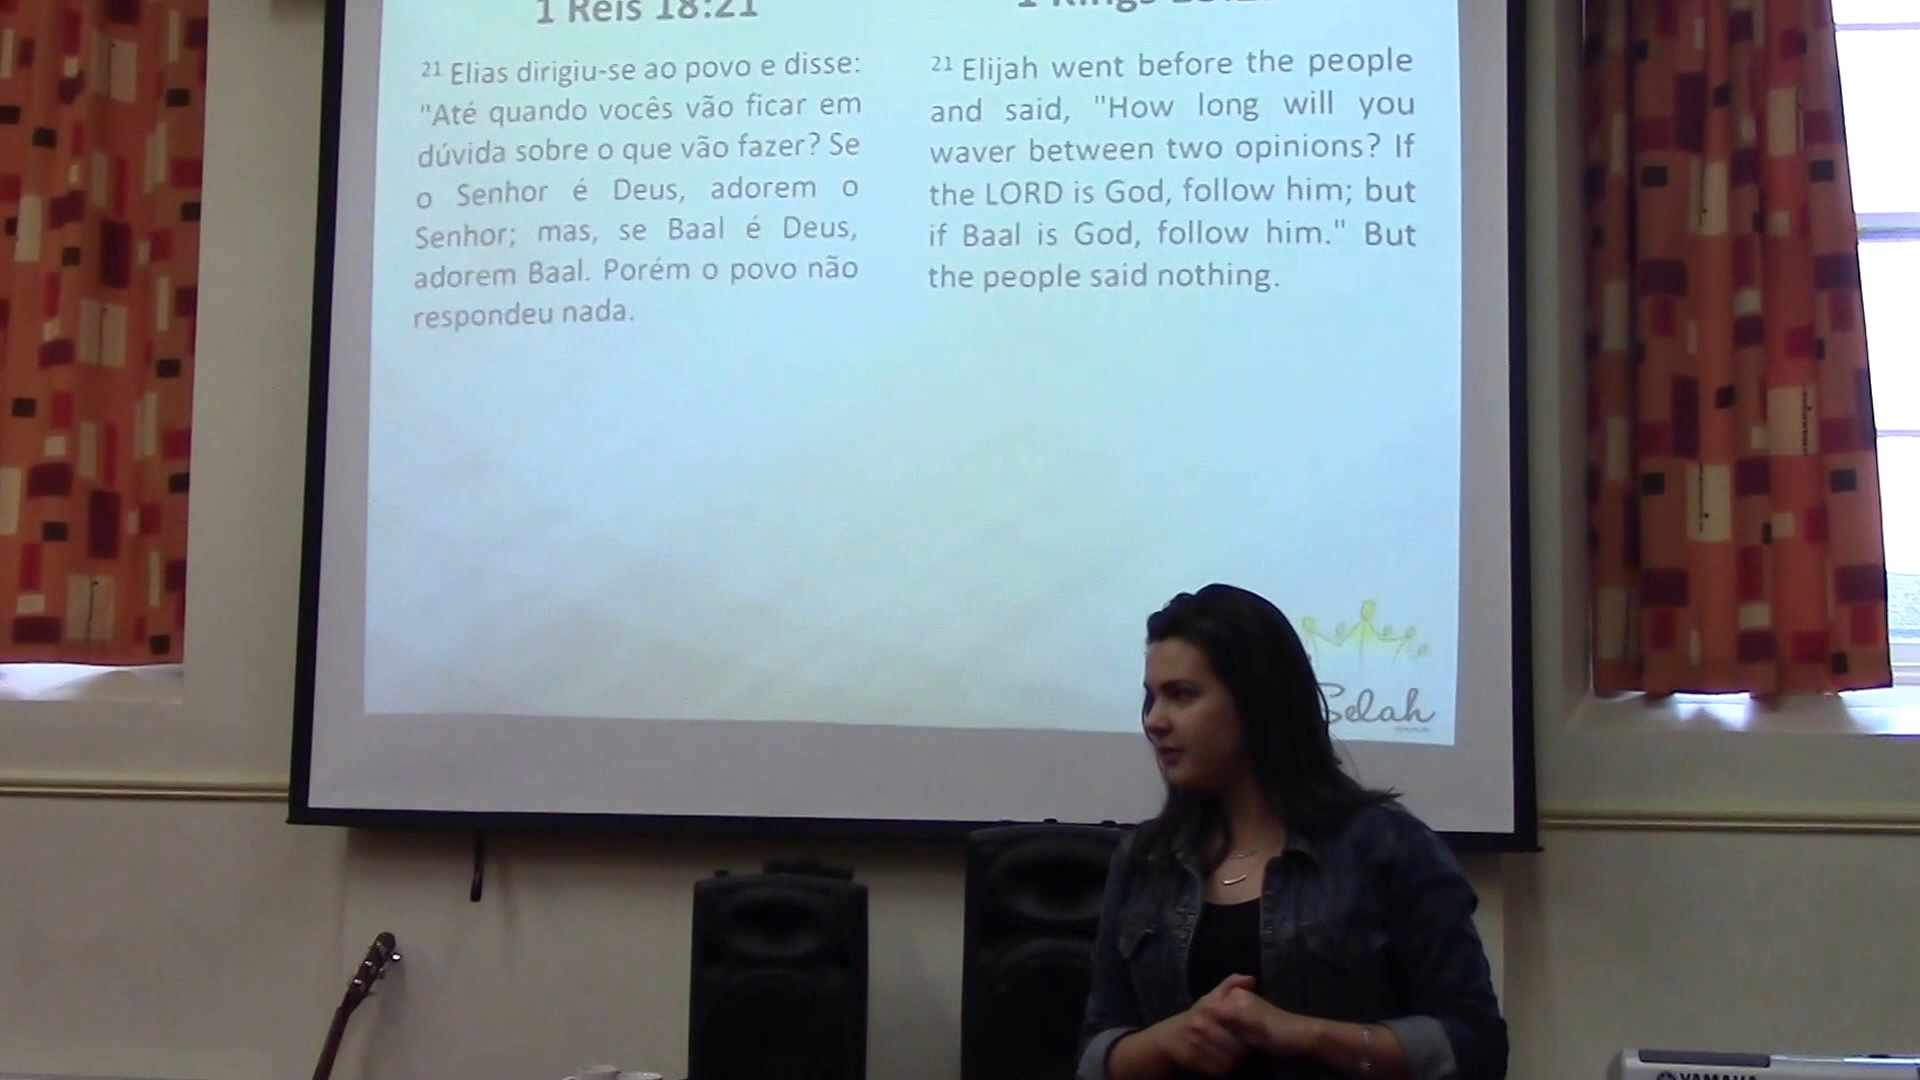 1 Reis 18:21
21 Elias dirigiu-se ao povo e disse:
"Até quando vocês vão ficar em
dúvida sobre o que vão fazer? Se
o Senhor é Deus, adorem o
Senhor; mas, se Baal é Deus,
adorem Baal. Porém o povo não
respondeu nada.
1 Kings
21 Elijah went before the people
and said, "How long will you
waver between two opinions? If
the LORD is God, follow him; but
if Baal is God, follow him." But
the people said nothing.
Selah
YAMAHA